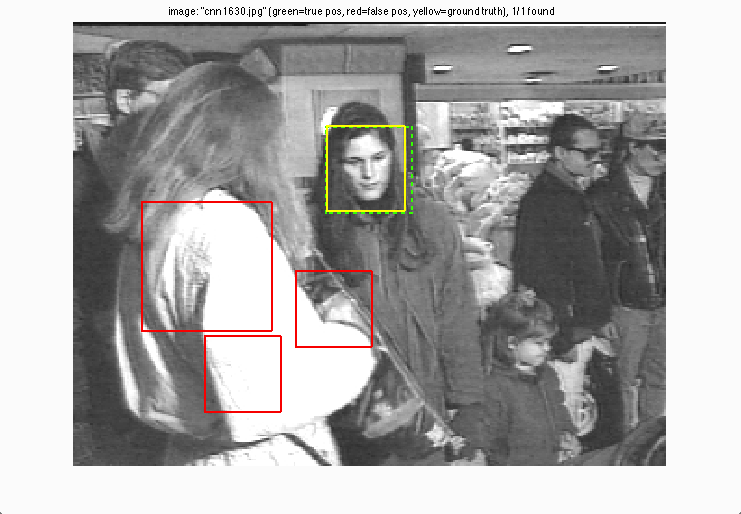 image: "cnn1630.jpg" (green=true pos, red=false pos, yellow=ground truth), 1/1 found